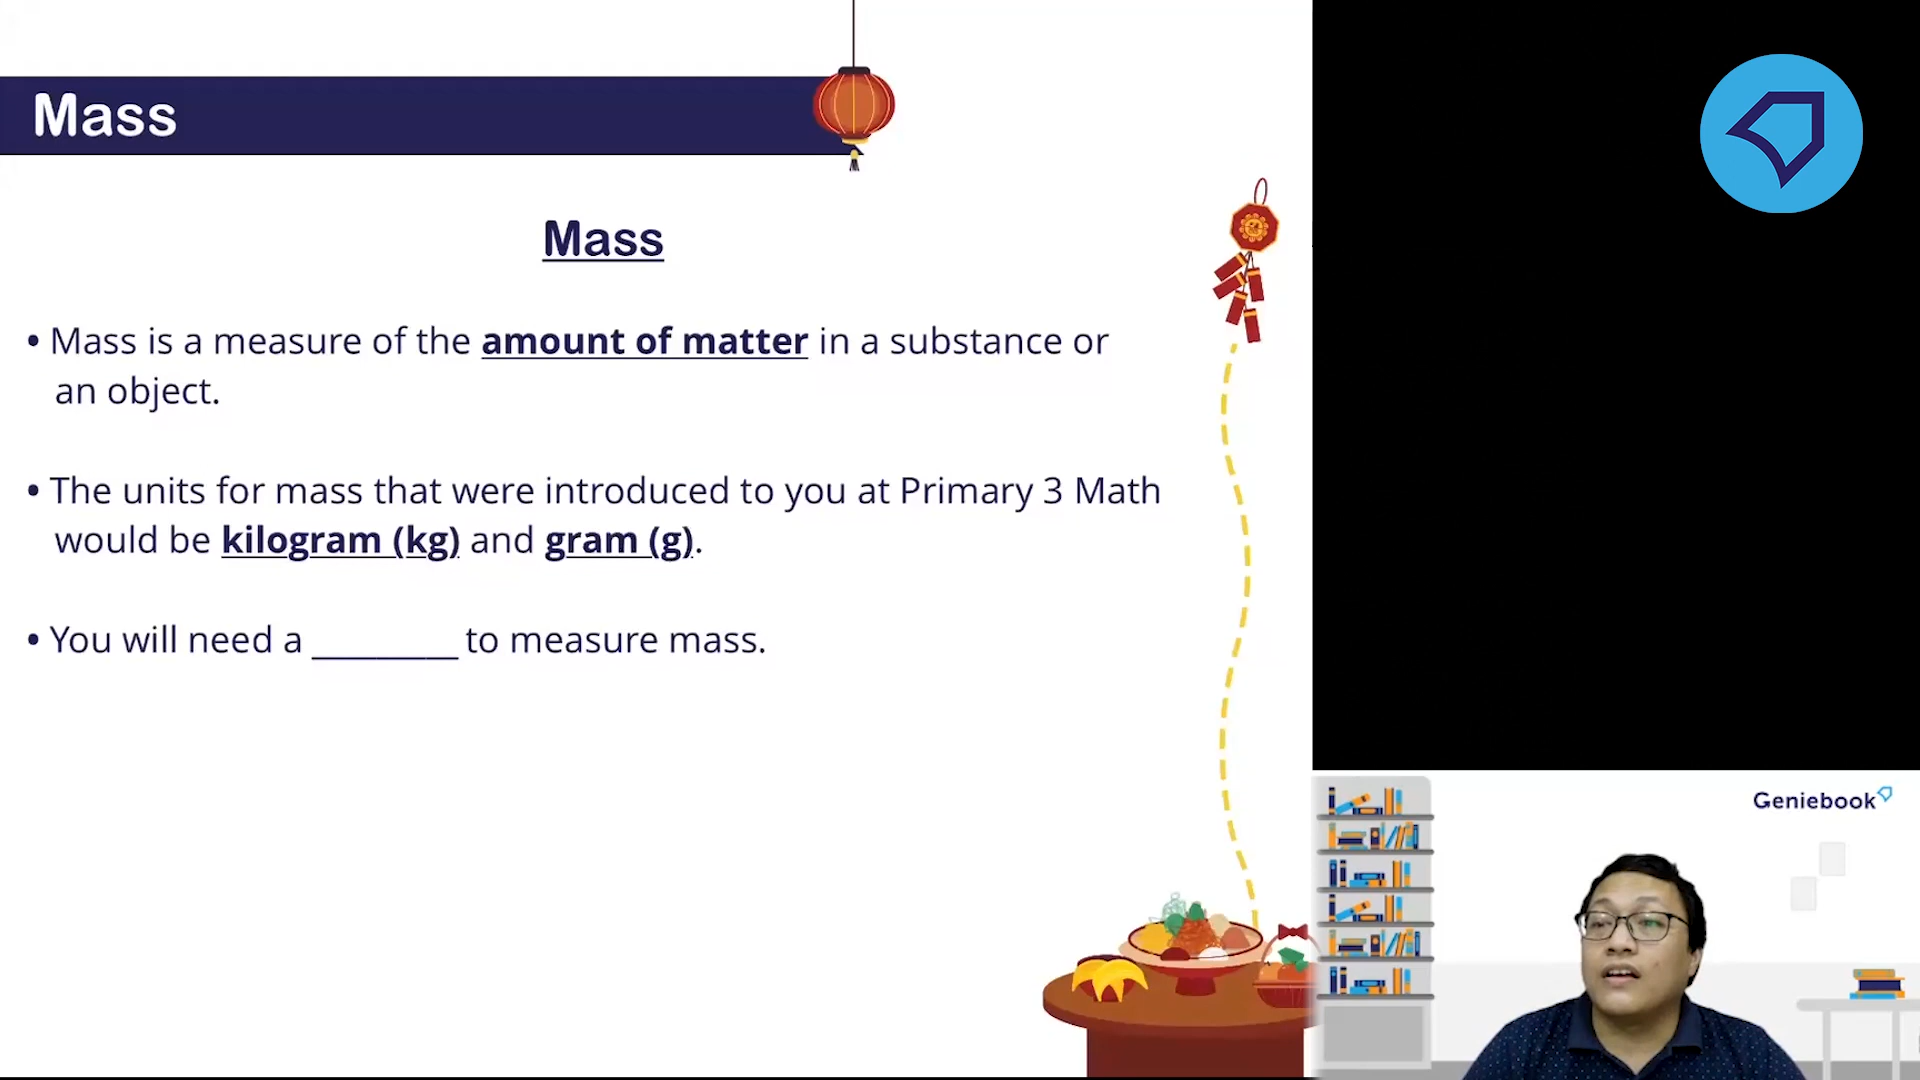 Mass
Mass
• Mass is a measure of the amount of matter in a substance or
an object.
• The units for mass that were introduced to you at Primary 3 Math
would be kilogram (kg) and gram (g).
• You will need a ________ to measure mass.
Geniebook